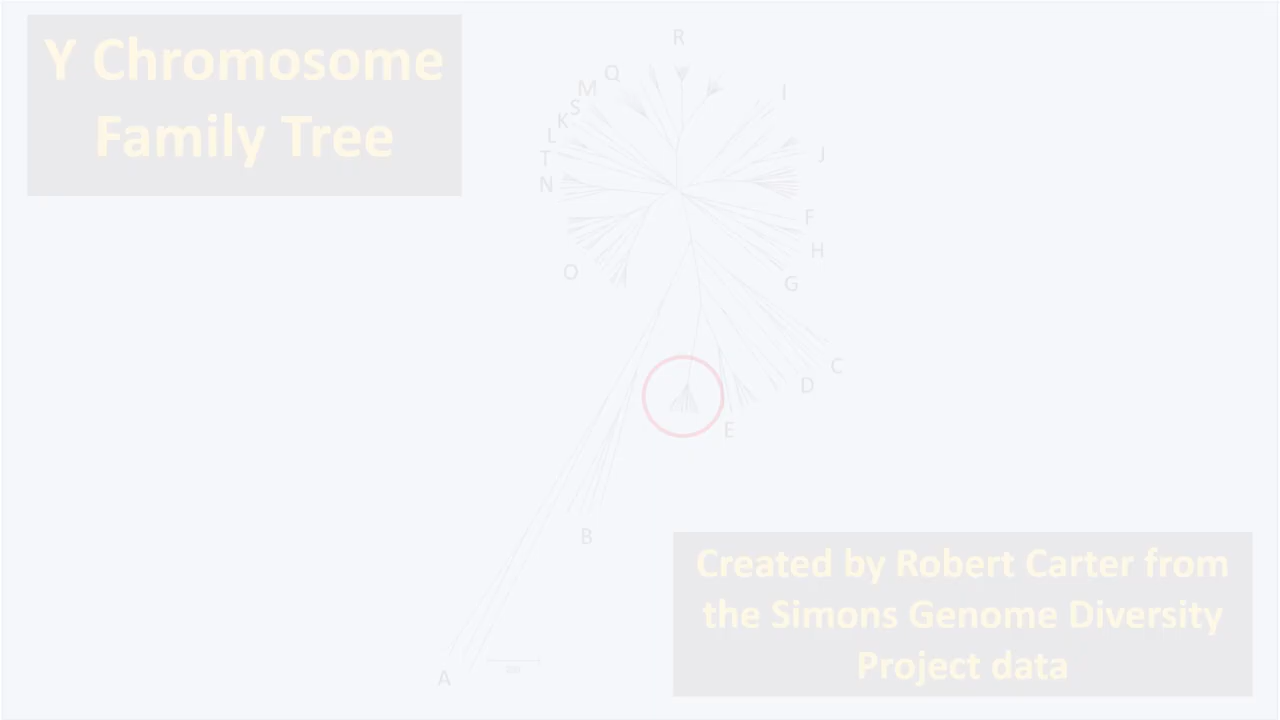 Y Chromosome
Family Tree
R
Q
M
S
K
L
T
N
O
I
J
F
H
G
C
D
E
B
A
Created by Robert Carter from
the Simons Genome Diversity
Project data